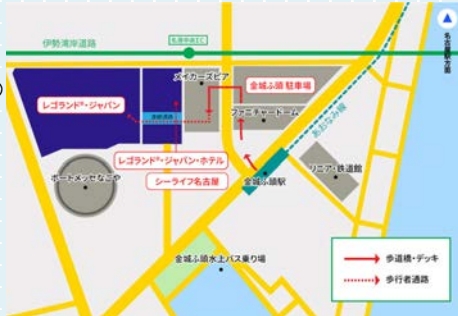 伊勢湾岸道路
名港中央IC
名古屋駅方面
メイカーズピア
金城ふ頭 駐車場
レゴランド®・ジャパン
ファニチャードーム
あおなみ線
レゴランド®・ジャパン・ホテル
シーライフ名古屋
ポートメッセなごや
金城ふ頭駅
リニア・鉄道館
金城ふ頭水上バス乗り場
歩道橋・デッキ
歩行者通路